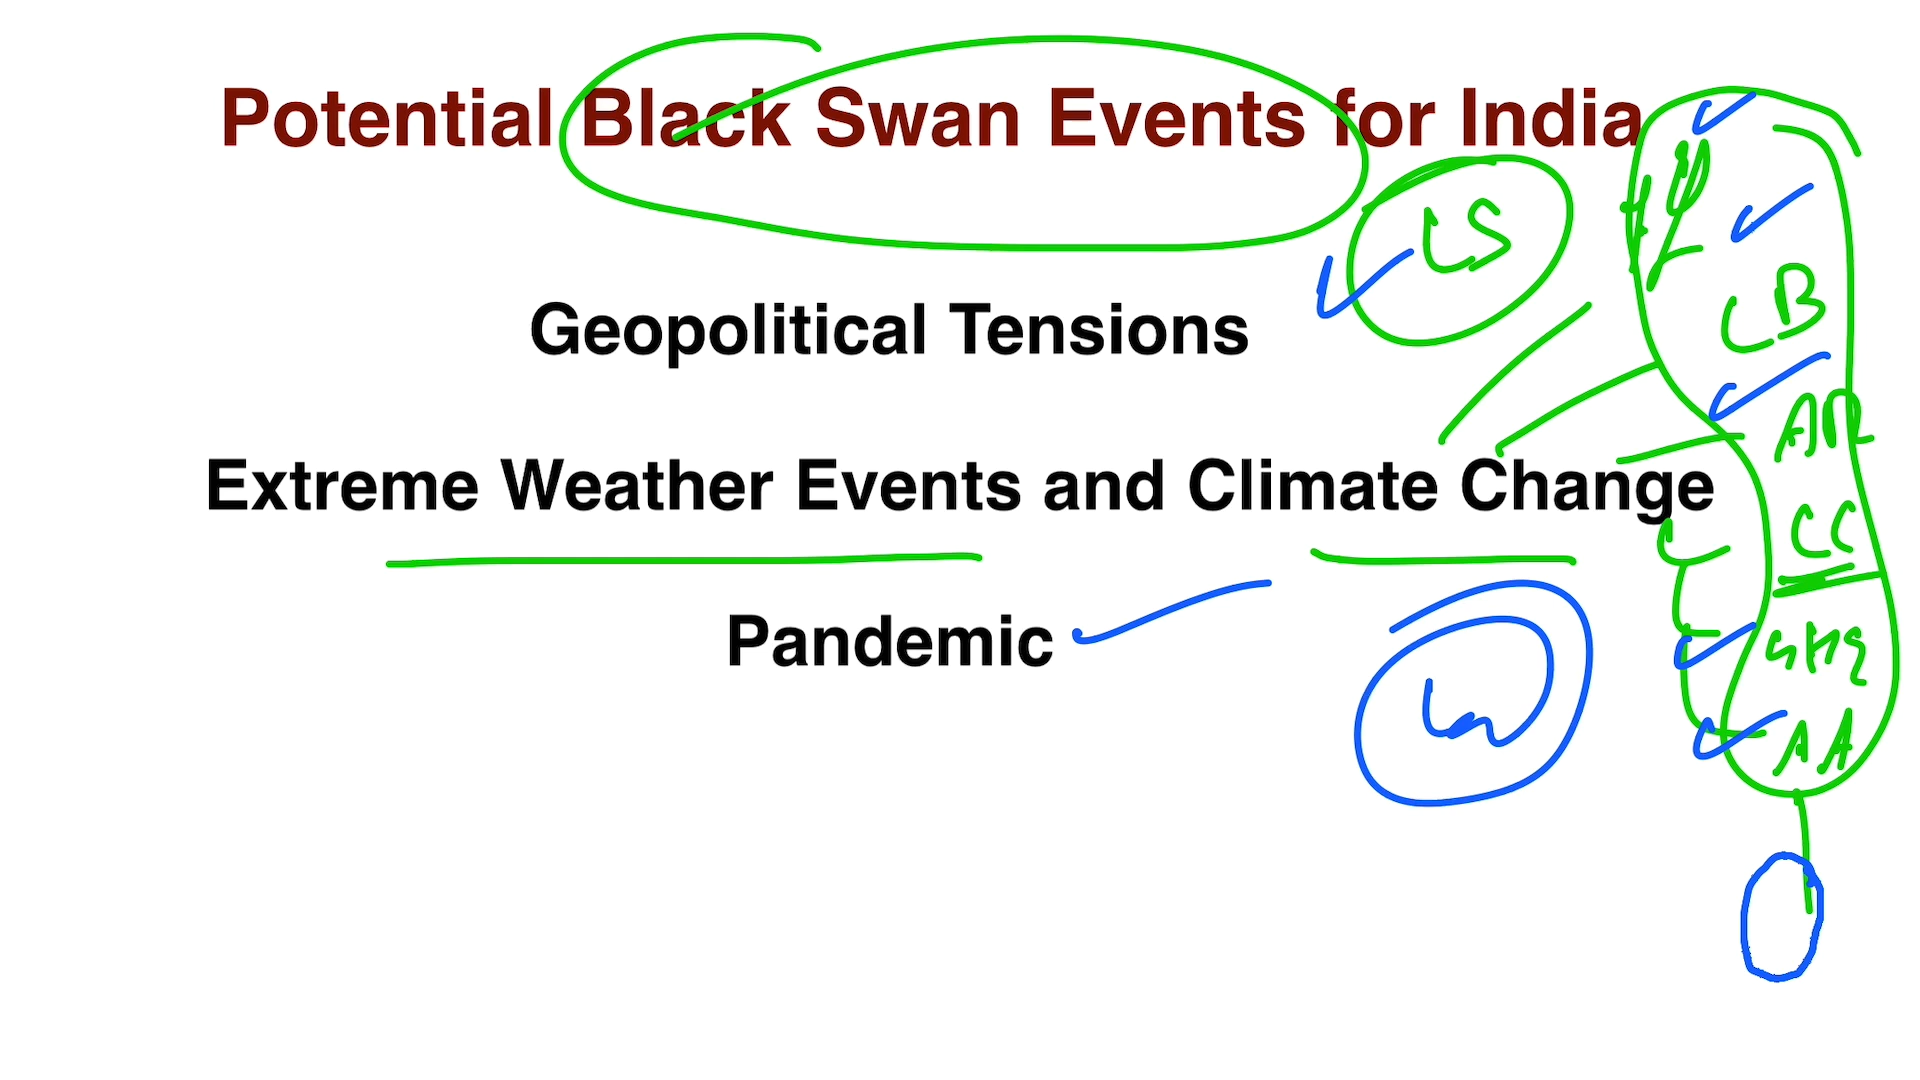 Potential Black Swan Events for India
LS
Geopolitical Tensions
CB
Extreme Weather Events and Climate Change
CC
Pandemic
AA